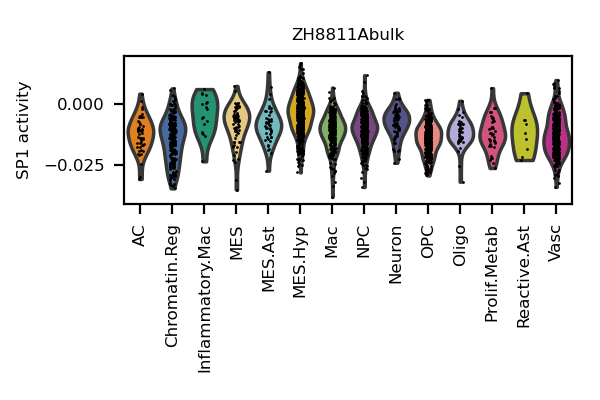 ZH8811Abulk
SP1 activity
0.000
−0.025
AC
Chromatin.Reg
Inflammatory.Mac
MES
MES.Ast
MES.Hyp
Mac
NPC
Neuron
OPC
Oligo
Prolif.Metab
Reactive.Ast
Vasc